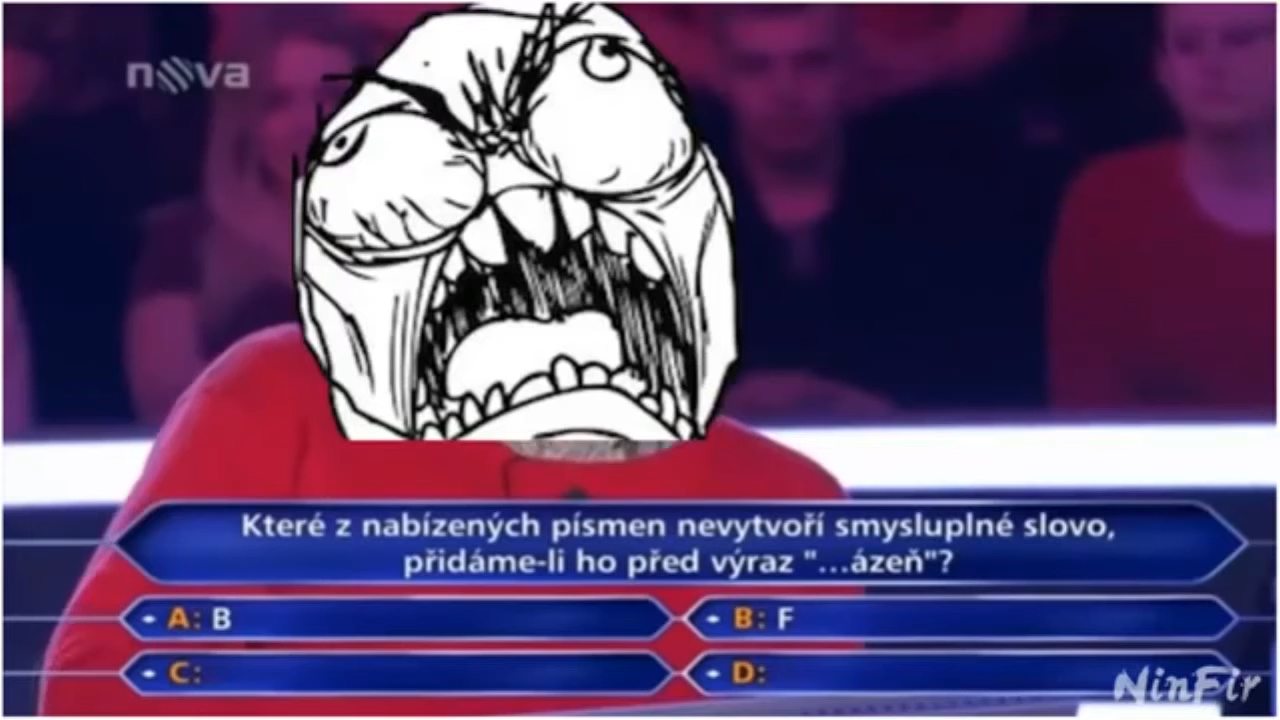 nova
Které z nabízených písmen nevytvoří smysluplné slovo,
přidáme-li ho před výraz "...ázeň"?
A: B
B: F
C:
D:
NinFir